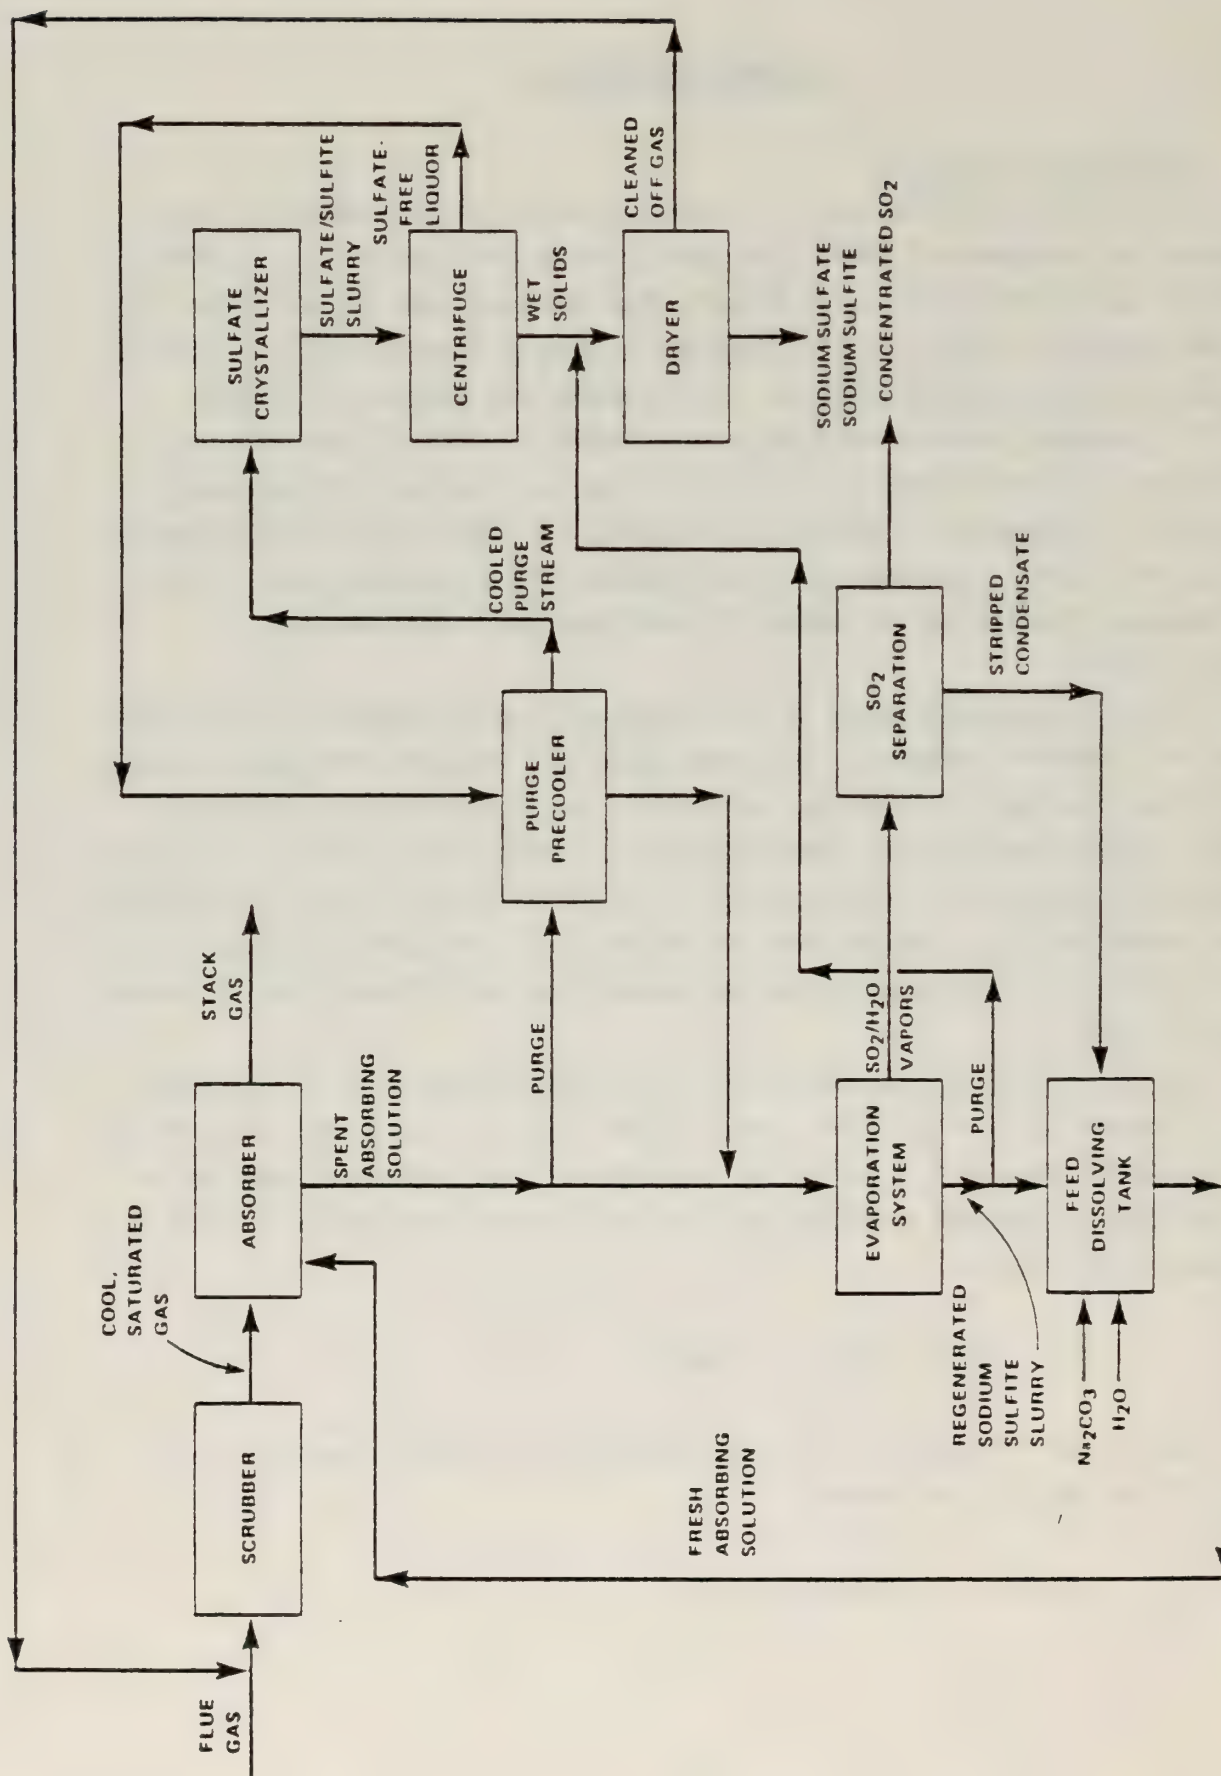 FLUE
GAS
SCRUBBER
COOL,
SATURATED
GAS
ABSORBER
STACK
GAS
SPENT
ABSORBING
SOLUTION
FRESH
ABSORBING
SOLUTION
PURGE
PURGE
PRECOOLER
COOLED
PURGE
STREAM
SULFATE
CRYSTALLIZER
SULFATE/SULFITE
SLURRY
SULFATE-
FREE
LIQUOR
CENTRIFUGE
WET
SOLIDS
CLEANED
OFF GAS
DRYER
SODIUM SULFATE
SODIUM SULFITE
EVAPORATION
SYSTEM
SO2/H2O
VAPORS
SO2
SEPARATION
CONCENTRATED SO2
STRIPPED
CONDENSATE
PURGE
REGENERATED
SODIUM
SULFITE
SLURRY
Na2CO3
H2O
FEED
DISSOLVING
TANK